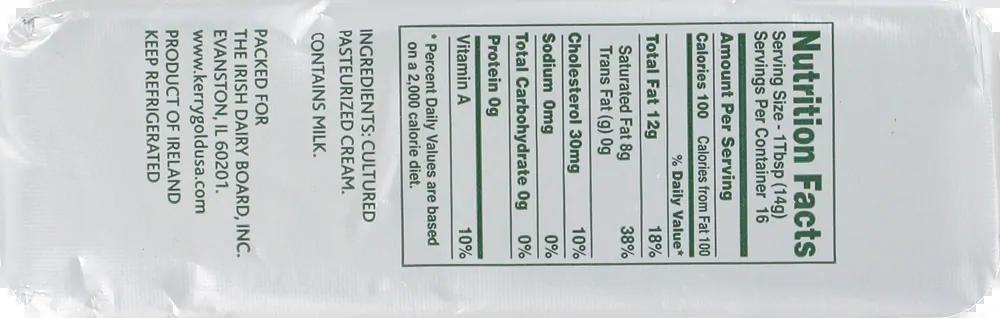 Nutrition Facts
Serving Size - 1Tbsp (14g)
Servings Per Container 16
Amount Per Serving
Calories 100 Calories from Fat 100
% Daily Value*
Total Fat 12g 18%
Saturated Fat 8g 38%
Trans Fat (g) 0g
Cholesterol 30mg 10%
Sodium 0mg 0%
Total Carbohydrate 0g 0%
Protein 0g
Vitamin A 10%
* Percent Daily Values are based
on a 2,000 calorie diet.
INGREDIENTS: CULTURED
PASTEURIZED CREAM.
CONTAINS MILK.
PACKED FOR
THE IRISH DAIRY BOARD, INC.
EVANSTON, IL 60201.
www.kerrygoldusa.com
PRODUCT OF IRELAND
KEEP REFRIGERATED